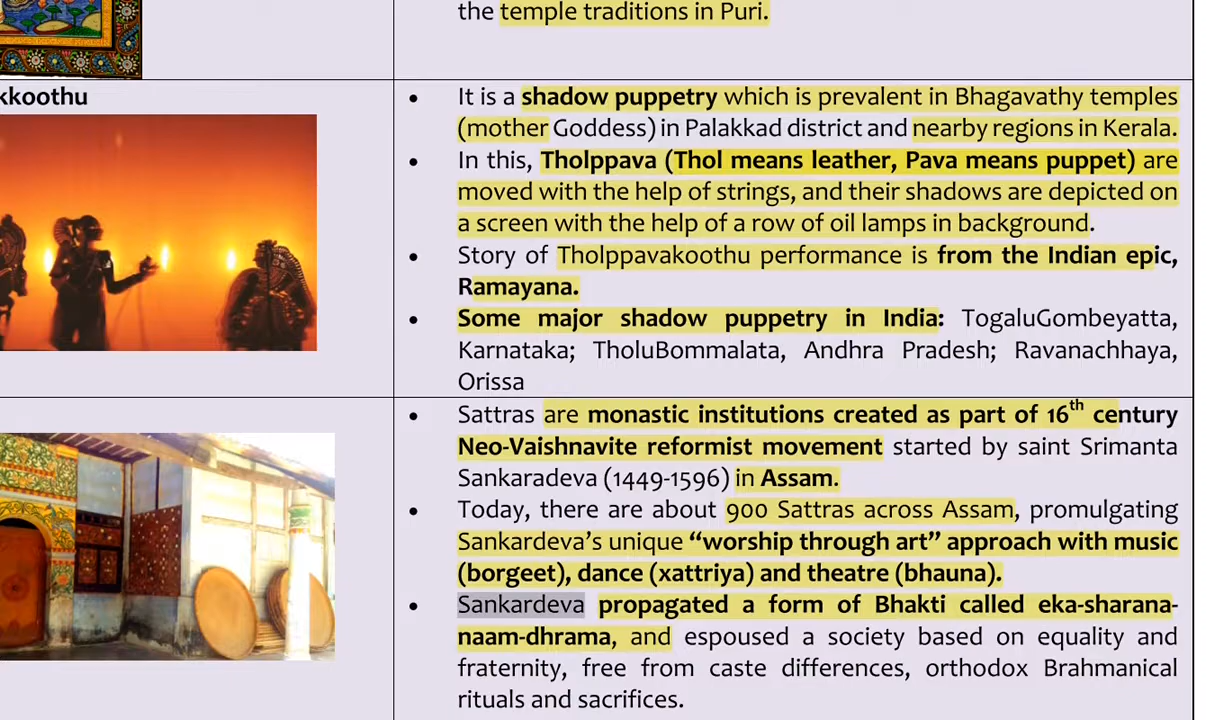 the temple traditions in Puri.
kkoothu
• It is a shadow puppetry which is prevalent in Bhagavathy temples
(mother Goddess) in Palakkad district and nearby regions in Kerala.
• In this, Tholppava (Thol means leather, Pava means puppet) are
moved with the help of strings, and their shadows are depicted on
a screen with the help of a row of oil lamps in background.
• Story of Tholppavakoothu performance is from the Indian epic,
Ramayana.
• Some major shadow puppetry in India: TogaluGombeyatta,
Karnataka; TholuBommalata, Andhra Pradesh; Ravanachhaya,
Orissa
• Sattras are monastic institutions created as part of 16th century
Neo-Vaishnavite reformist movement started by saint Srimanta
Sankaradeva (1449-1596) in Assam.
• Today, there are about 900 Sattras across Assam, promulgating
Sankardeva’s unique “worship through art” approach with music
(borgeet), dance (xattriya) and theatre (bhauna).
• Sankardeva propagated a form of Bhakti called eka-sharana-
naam-dhrama, and espoused a society based on equality and
fraternity, free from caste differences, orthodox Brahmanical
rituals and sacrifices.